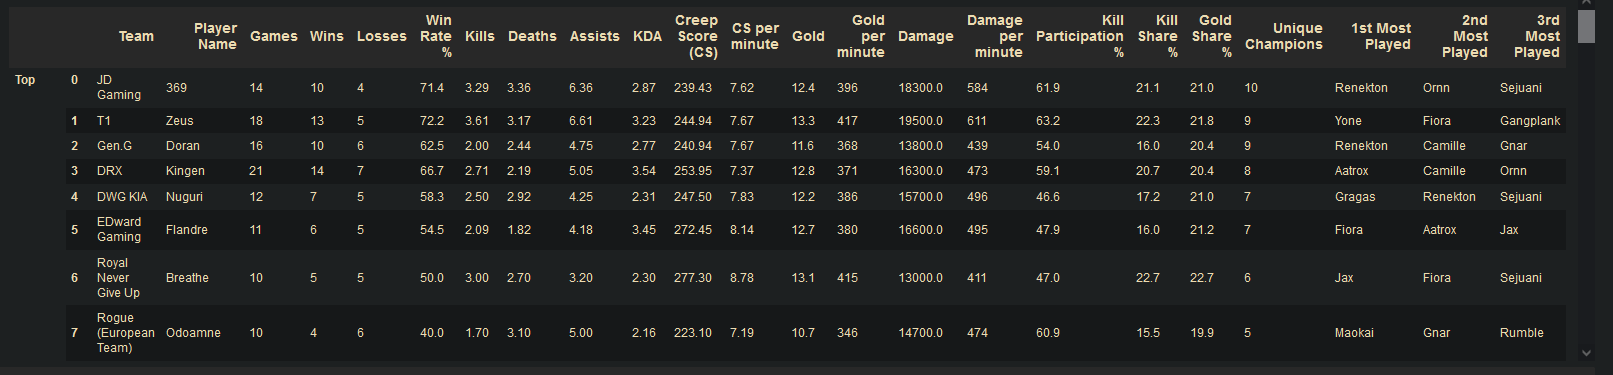 Team Player Name Games Wins Losses Win Rate % Kills Deaths Assists KDA Creep Score (CS) CS per minute Gold Gold per minute Damage Damage per minute Kill Participation % Kill Share % Gold Share % Unique Champions 1st Most Played 2nd Most Played 3rd Most Played
Top 0 JD Gaming 369 14 10 4 71.4 3.29 3.36 6.36 2.87 239.43 7.62 12.4 396 18300.0 584 61.9 21.1 21.0 10 Renekton Ornn Sejuani
1 T1 Zeus 18 13 5 72.2 3.61 3.17 6.61 3.23 244.94 7.67 13.3 417 19500.0 611 63.2 22.3 21.8 9 Yone Fiora Gangplank
2 Gen.G Doran 16 10 6 62.5 2.00 2.44 4.75 2.77 240.94 7.67 11.6 368 13800.0 439 54.0 16.0 20.4 9 Renekton Camille Gnar
3 DRX Kingen 21 14 7 66.7 2.71 2.19 5.05 3.54 253.95 7.37 12.8 371 16300.0 473 59.1 20.7 20.4 8 Aatrox Camille Ornn
4 DWG KIA Nuguri 12 7 5 58.3 2.50 2.92 4.25 2.31 247.50 7.83 12.2 386 15700.0 496 46.6 17.2 21.0 7 Gragas Renekton Sejuani
5 EDward Gaming Flandre 11 6 5 54.5 2.09 1.82 4.18 3.45 272.45 8.14 12.7 380 16600.0 495 47.9 16.0 21.2 7 Fiora Aatrox Jax
6 Royal Never Give Up Breathe 10 5 5 50.0 3.00 2.70 3.20 2.30 277.30 8.78 13.1 415 13000.0 411 47.0 22.7 22.7 6 Jax Fiora Sejuani
7 Rogue (European Team) Odoamne 10 4 6 40.0 1.70 3.10 5.00 2.16 223.10 7.19 10.7 346 14700.0 474 60.9 15.5 19.9 5 Maokai Gnar Rumble